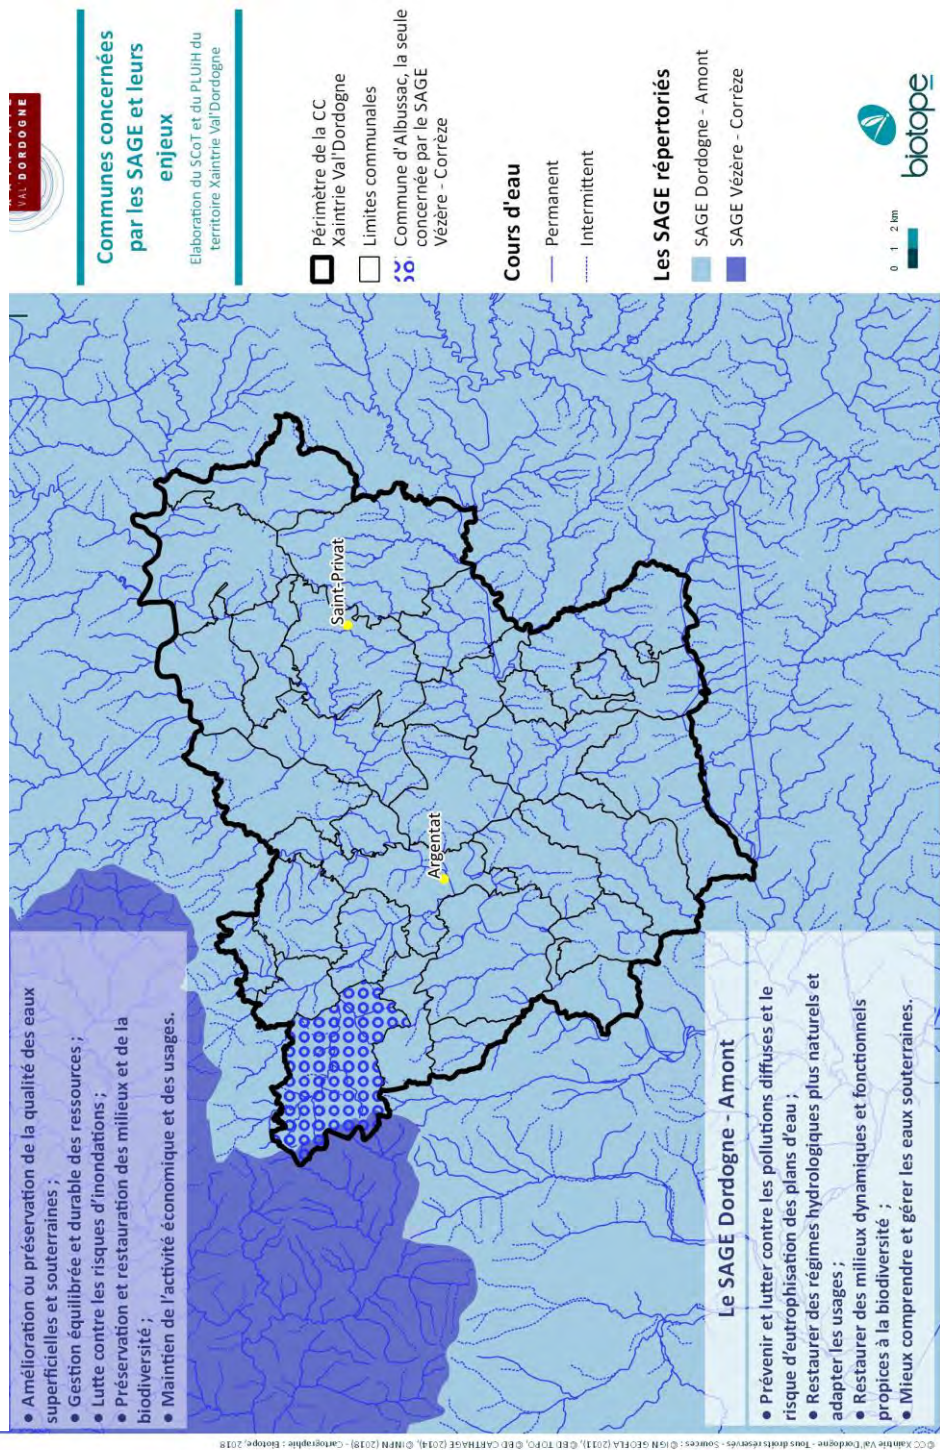 VAL'DORDOGNE
Communes concernées
par les SAGE et leurs
enjeux
Elaboration du SCoT et du PLUiH du
territoire Xaintrie Val'Dordogne
Périmètre de la CC
Xaintrie Val'Dordogne
Limites communales
Commune d'Albussac, la seule
concernée par le SAGE
Vézère - Corrèze
Cours d'eau
Permanent
Intermittent
Les SAGE répertoriés
SAGE Dordogne - Amont
SAGE Vézère - Corrèze
0 1 2 km
biotope
Saint-Privat
Argentat
• Amélioration ou préservation de la qualité des eaux
superficielles et souterraines ;
• Gestion équilibrée et durable des ressources ;
• Lutte contre les risques d'inondations ;
• Préservation et restauration des milieux et de la
biodiversité ;
• Maintien de l'activité économique et des usages.
Le SAGE Dordogne - Amont
• Prévenir et lutter contre les pollutions diffuses et le
risque d'eutrophisation des plans d'eau ;
• Restaurer des régimes hydrologiques plus naturels et
adapter les usages ;
• Restaurer des milieux dynamiques et fonctionnels
propices à la biodiversité ;
• Mieux comprendre et gérer les eaux souterraines.
© CC Xaintrie Val'Dordogne - Tous droits réservés - Sources : © IGN GEOFLA (2011), © BD TOPO, © BD CARTHAGE (2014), © INPN (2018) - Cartographie : Biotope, 2018